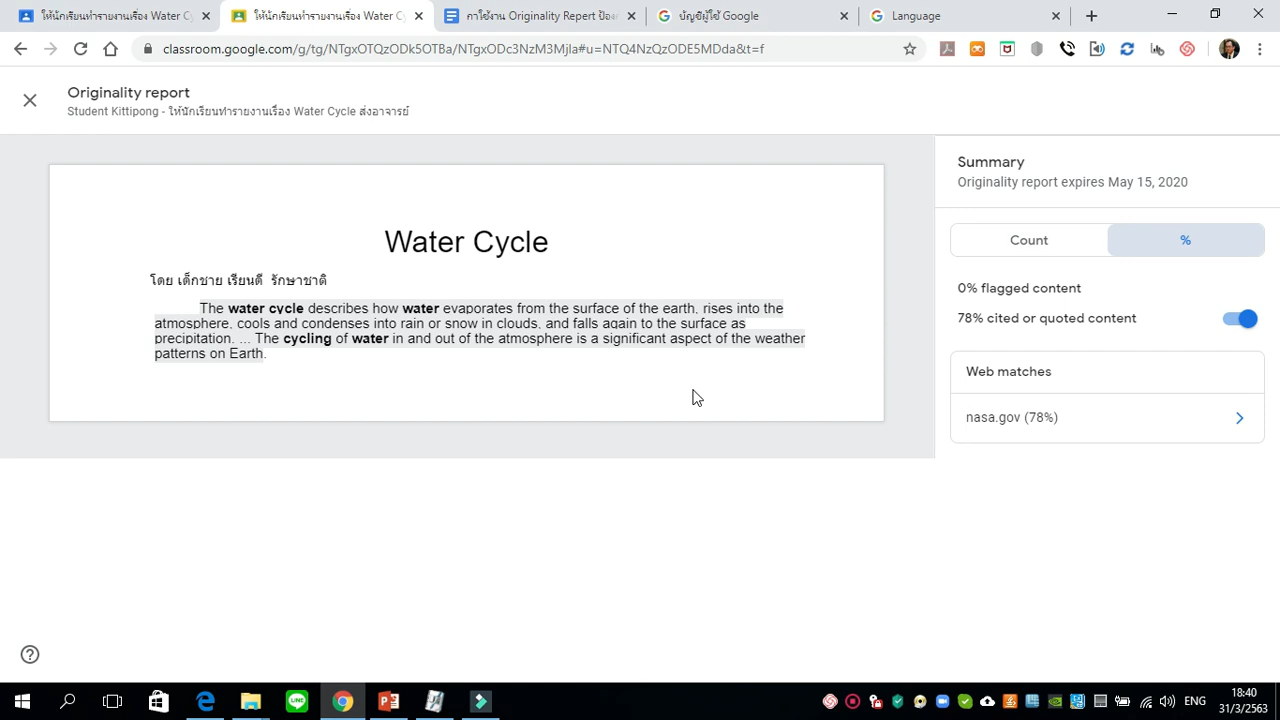 ให้นักเรียนทำรายงานเรื่อง Water C
ให้นักเรียนทำรายงานเรื่อง Water Cy
การใช้งาน Originality Report ป้อง
บัญชีผู้ใช้ Google
Language
classroom.google.com/g/tg/NTgxOTQzODk5OTBa/NTgxODc3NzM3Mjla#u=NTQ4NzQzODE5MDda&t=f
Originality report
Student Kittipong - ให้นักเรียนทำรายงานเรื่อง Water Cycle ส่งอาจารย์
Water Cycle
โดย เด็กชาย เรียนดี รักษาชาติ
The water cycle describes how water evaporates from the surface of the earth, rises into the
atmosphere, cools and condenses into rain or snow in clouds, and falls again to the surface as
precipitation. ... The cycling of water in and out of the atmosphere is a significant aspect of the weather
patterns on Earth.
Summary
Originality report expires May 15, 2020
Count
%
0% flagged content
78% cited or quoted content
Web matches
nasa.gov (78%)
LINE
ENG
18:40
31/3/2563